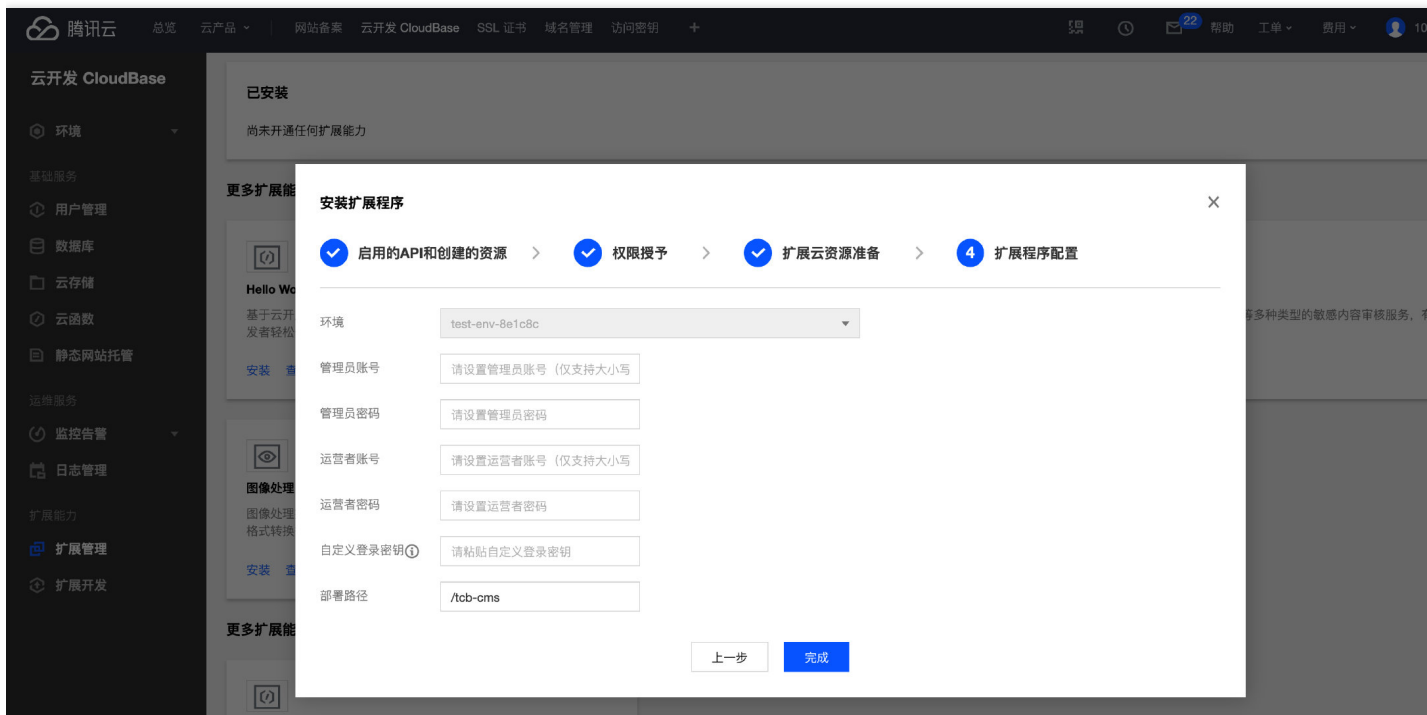 腾讯云 总览 云产品 网站备案 云开发 CloudBase SSL 证书 域名管理 访问密钥 + 22 帮助 工单 费用 10
云开发 CloudBase
环境
基础服务
用户管理
数据库
云存储
云函数
静态网站托管
运维服务
监控告警
日志管理
扩展能力
扩展管理
扩展开发
已安装
尚未开通任何扩展能力
更多扩展能
Hello Wo
基于云开
发者轻松
安装 查
等多种类型的敏感内容审核服务,有
图像处理
图像处理
格式转换
安装 查
更多扩展能
安装扩展程序
启用的API和创建的资源 > 权限授予 > 扩展云资源准备 > 4 扩展程序配置
环境 test-env-8e1c8c
管理员账号 请设置管理员账号(仅支持大小写
管理员密码 请设置管理员密码
运营者账号 请设置运营者账号(仅支持大小写
运营者密码 请设置运营者密码
自定义登录密钥 请粘贴自定义登录密钥
部署路径 /tcb-cms
上一步 完成